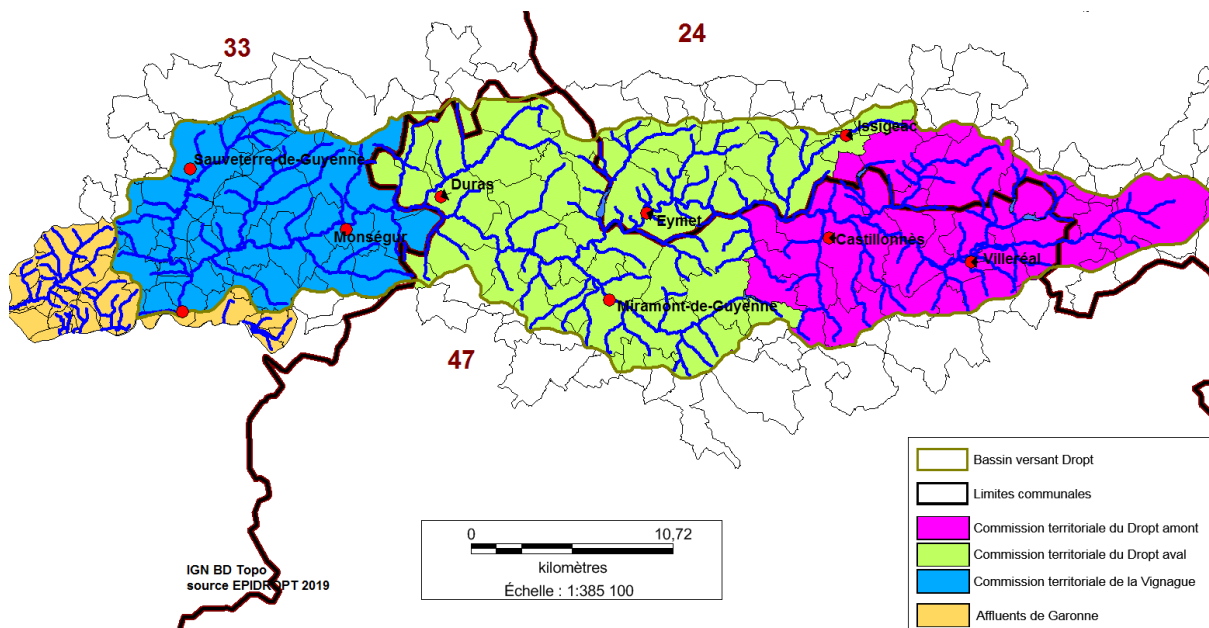 33
24
Issigeac
Sauveterre-de-Guyenne
Duras
Eymet
Monségur
Castillonnès
Villeréal
Miramont-de-Guyenne
47
Bassin versant Dropt
Limites communales
Commission territoriale du Dropt amont
Commission territoriale du Dropt aval
Commission territoriale de la Vignague
Affluents de Garonne
0 10,72
kilomètres
Échelle : 1:385 100
IGN BD Topo
source EPIDROPT 2019